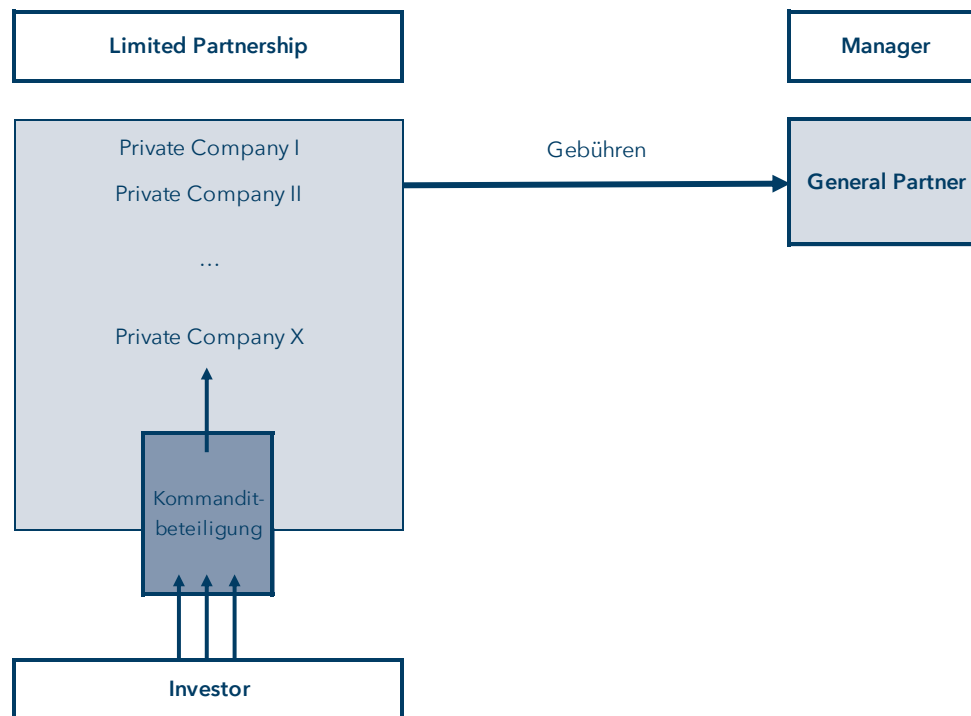 Limited Partnership
Manager
Private Company I
Gebühren
Private Company II
General Partner
...
Private Company X
Kommandit-
beteiligung
Investor